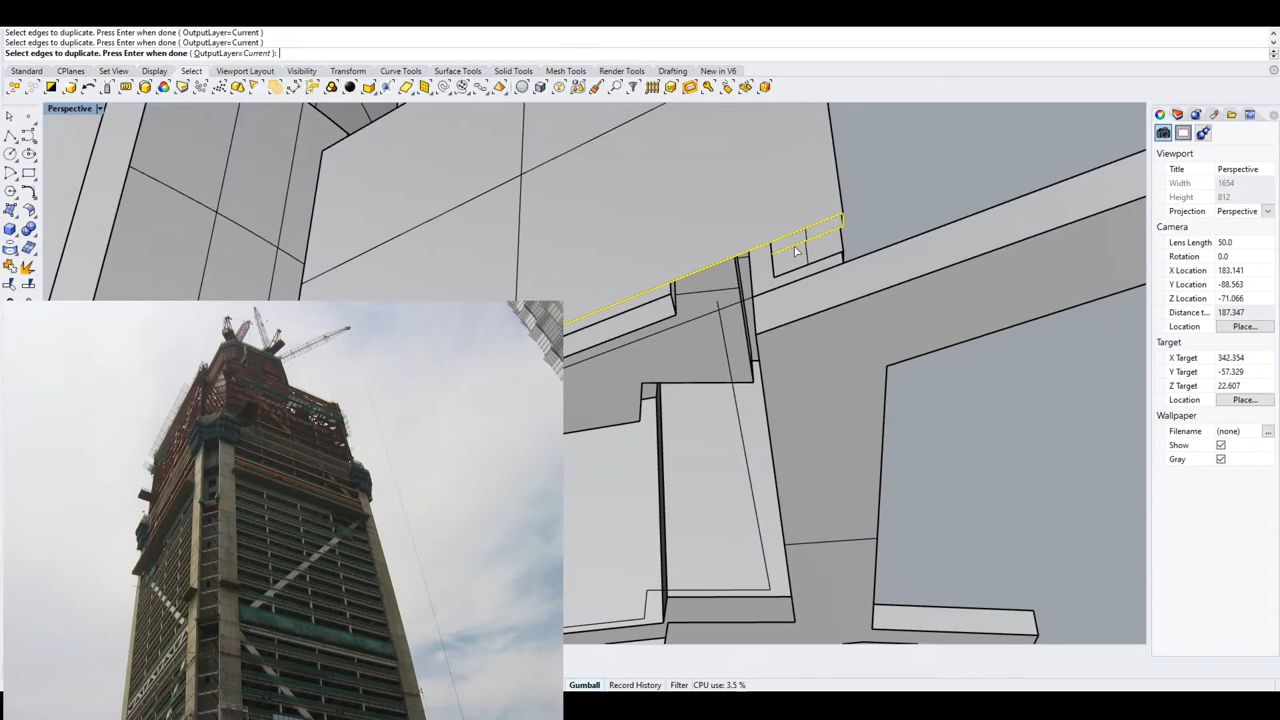 Select edges to duplicate. Press Enter when done ( OutputLayer=Current )
Select edges to duplicate. Press Enter when done ( OutputLayer=Current )
Select edges to duplicate. Press Enter when done ( OutputLayer=Current ):
Standard CPlanes Set View Display Select Viewport Layout Visibility Transform Curve Tools Surface Tools Solid Tools Mesh Tools Render Tools Drafting New in V6
Perspective
Viewport
Title Perspective
Width 1654
Height 812
Projection Perspective
Camera
Lens Length 50.0
Rotation 0.0
X Location 183.141
Y Location -88.563
Z Location -71.066
Distance t... 187.347
Location Place...
Target
X Target 342.354
Y Target -57.329
Z Target 22.607
Location Place...
Wallpaper
Filename (none) ...
Show
Gray
Gumball Record History Filter CPU use: 3.5 %